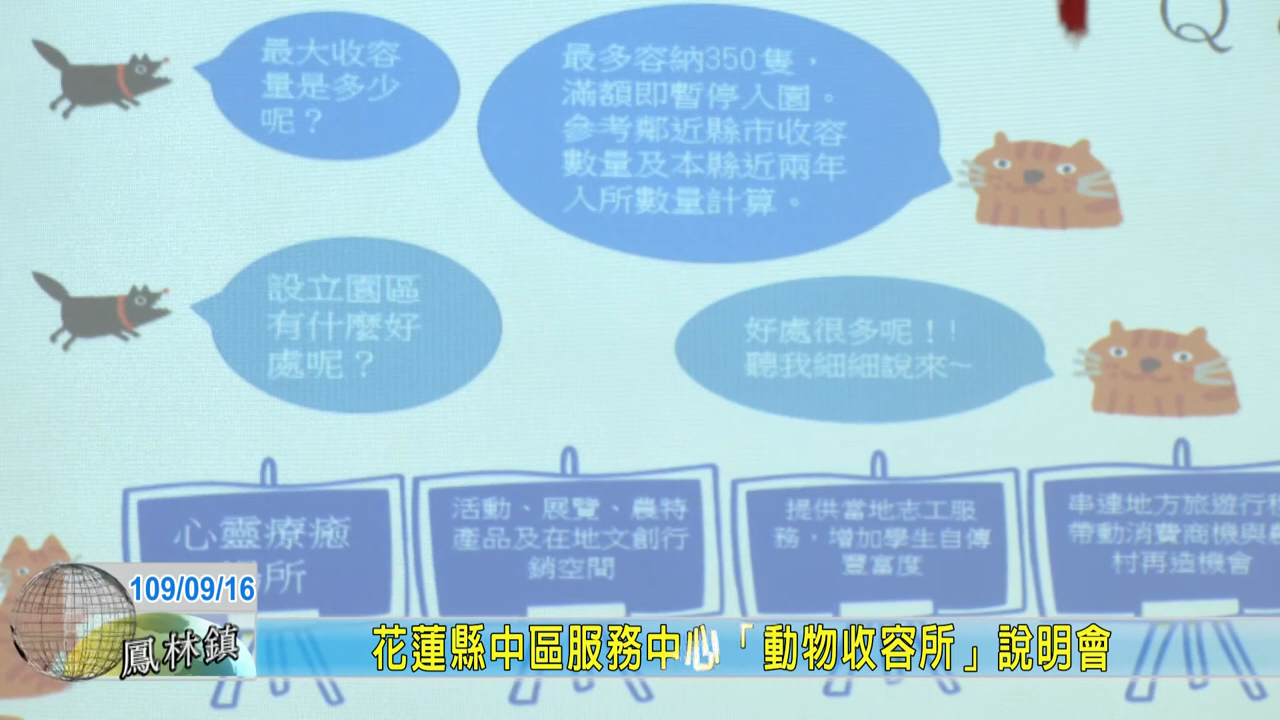 Q
最大收容
量是多少
呢？
最多容納350隻，
滿額即暫停入園。
參考鄰近縣市收容
數量及本縣近兩年
入所數量計算。
設立園區
有什麼好
處呢？
好處很多呢！!
聽我細細說來~
心靈療癒
所
活動、展覽、農特
產品及在地文創行
銷空間
提供當地志工服
務，增加學生自傳
豐富度
串連地方旅遊行
帶動消費商機與
村再造機會
109/09/16
鳳林鎮
花蓮縣中區服務中心「動物收容所」說明會